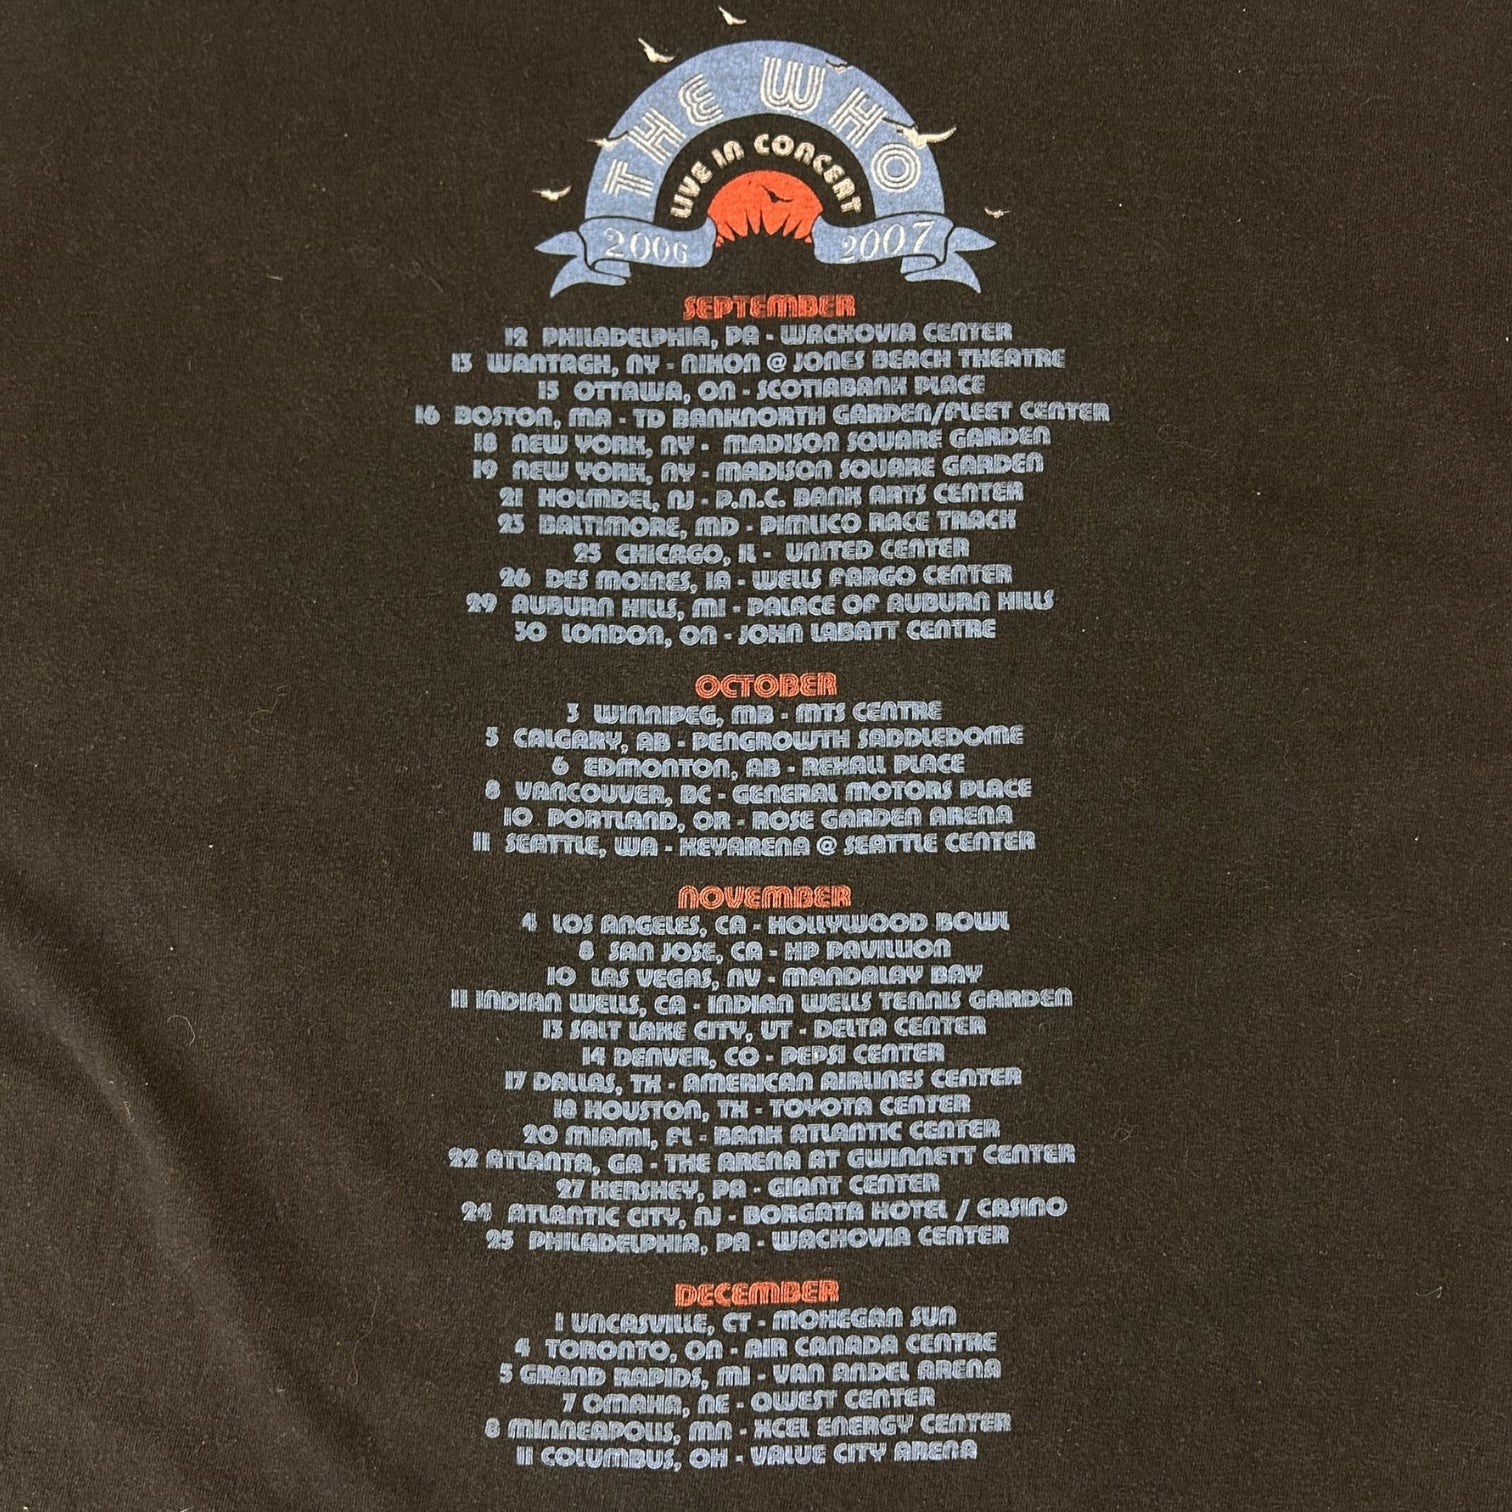 THE WHO
LIVE IN CONCERT
2006 2007
SEPTEMBER
12 PHILADELPHIA, PA - WACHOVIA CENTER
13 WANTAGH, NY - NIKON @ JONES BEACH THEATRE
15 OTTAWA, ON - SCOTIABANK PLACE
16 BOSTON, MA - TD BANKNORTH GARDEN/FLEET CENTER
18 NEW YORK, NY - MADISON SQUARE GARDEN
19 NEW YORK, NY - MADISON SQUARE GARDEN
21 HOLMDEL, NJ - P.N.C. BANK ARTS CENTER
23 BALTIMORE, MD - PIMLICO RACE TRACK
25 CHICAGO, IL - UNITED CENTER
26 DES MOINES, IA - WELLS FARGO CENTER
29 AUBURN HILLS, MI - PALACE OF AUBURN HILLS
30 LONDON, ON - JOHN LABATT CENTRE
OCTOBER
3 WINNIPEG, MB - MTS CENTRE
5 CALGARY, AB - PENGROWTH SADDLEDOME
6 EDMONTON, AB - REXALL PLACE
8 VANCOUVER, BC - GENERAL MOTORS PLACE
10 PORTLAND, OR - ROSE GARDEN ARENA
11 SEATTLE, WA - KEYARENA @ SEATTLE CENTER
NOVEMBER
4 LOS ANGELES, CA - HOLLYWOOD BOWL
8 SAN JOSE, CA - HP PAVILLION
10 LAS VEGAS, NV - MANDALAY BAY
11 INDIAN WELLS, CA - INDIAN WELLS TENNIS GARDEN
13 SALT LAKE CITY, UT - DELTA CENTER
14 DENVER, CO - PEPSI CENTER
17 DALLAS, TX - AMERICAN AIRLINES CENTER
18 HOUSTON, TX - TOYOTA CENTER
20 MIAMI, FL - BANK ATLANTIC CENTER
22 ATLANTA, GA - THE ARENA AT GWINNETT CENTER
27 HERSHEY, PA - GIANT CENTER
24 ATLANTIC CITY, NJ - BORGATA HOTEL / CASINO
25 PHILADELPHIA, PA - WACHOVIA CENTER
DECEMBER
1 UNCASVILLE, CT - MOHEGAN SUN
4 TORONTO, ON - AIR CANADA CENTRE
5 GRAND RAPIDS, MI - VAN ANDEL ARENA
7 OMAHA, NE - QWEST CENTER
8 MINNEAPOLIS, MN - XCEL ENERGY CENTER
11 COLUMBUS, OH - VALUE CITY ARENA